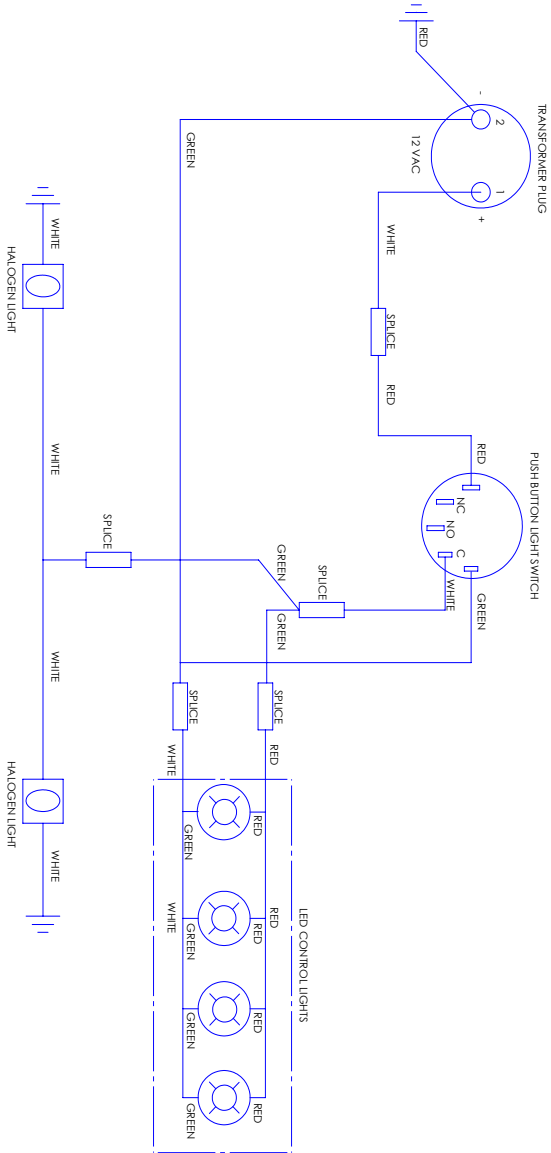 TRANSFORMER PLUG
RED
-
2
1
+
12 VAC
GREEN
WHITE
SPLICE
RED
RED
PUSH BUTTON LIGHT SWITCH
NC
NO
C
WHITE
GREEN
SPLICE
GREEN
GREEN
SPLICE
WHITE
HALOGEN LIGHT
WHITE
WHITE
HALOGEN LIGHT
WHITE
SPLICE
SPLICE
RED
WHITE
LED CONTROL LIGHTS
RED
WHITE
RED
RED
RED
RED
GREEN
GREEN
GREEN
GREEN